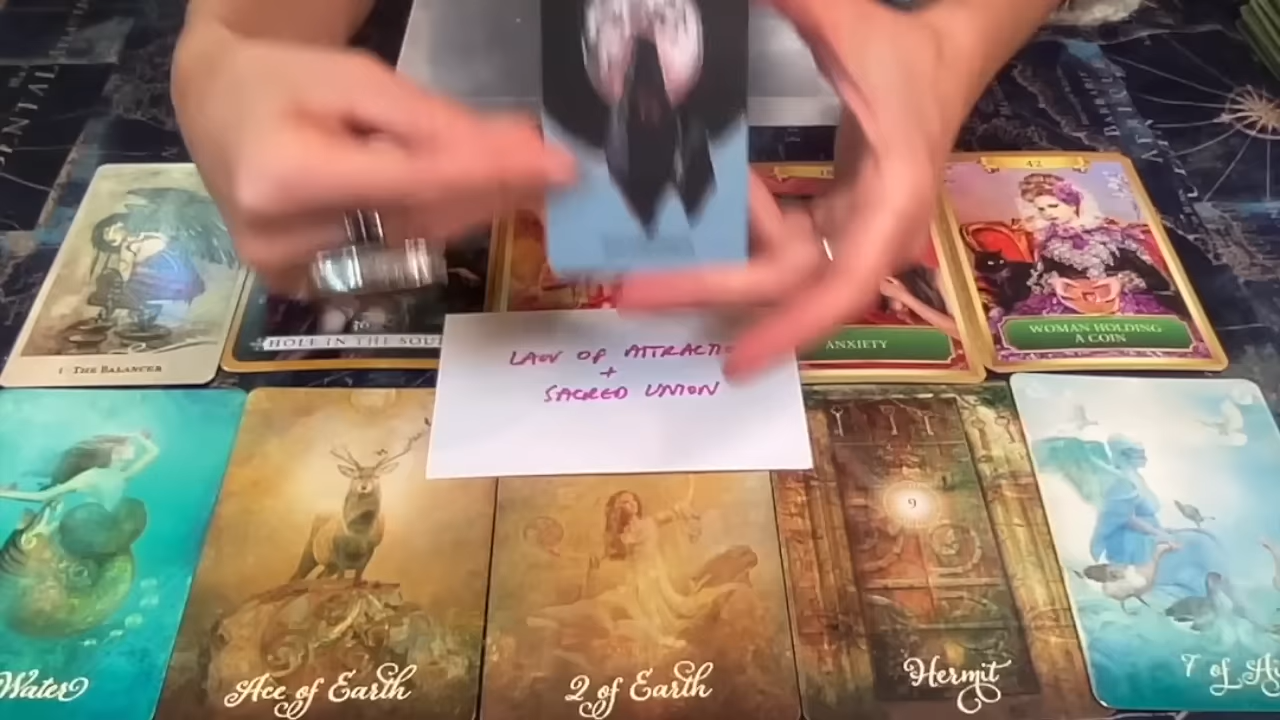 42
1 THE BALANCER
HOLE IN THE SOUL
ANXIETY
WOMAN HOLDING
A COIN
LAW OF ATTRACTIO
+
SACRED UNION
9
Water
Ace of Earth
2 of Earth
Hermit
7 of Ai